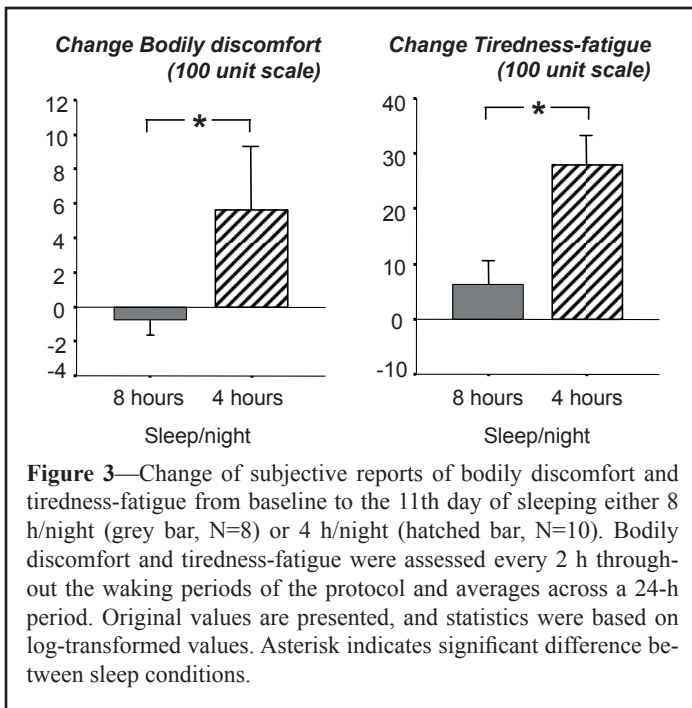 Change Bodily discomfort
(100 unit scale)
12
10
8
6
4
2
0
-2
-4
*
8 hours 4 hours
Sleep/night
Change Tiredness-fatigue
(100 unit scale)
40
30
20
10
0
-10
*
8 hours 4 hours
Sleep/night
Figure 3—Change of subjective reports of bodily discomfort and
tiredness-fatigue from baseline to the 11th day of sleeping either 8
h/night (grey bar, N=8) or 4 h/night (hatched bar, N=10). Bodily
discomfort and tiredness-fatigue were assessed every 2 h through-
out the waking periods of the protocol and averages across a 24-h
period. Original values are presented, and statistics were based on
log-transformed values. Asterisk indicates significant difference be-
tween sleep conditions.